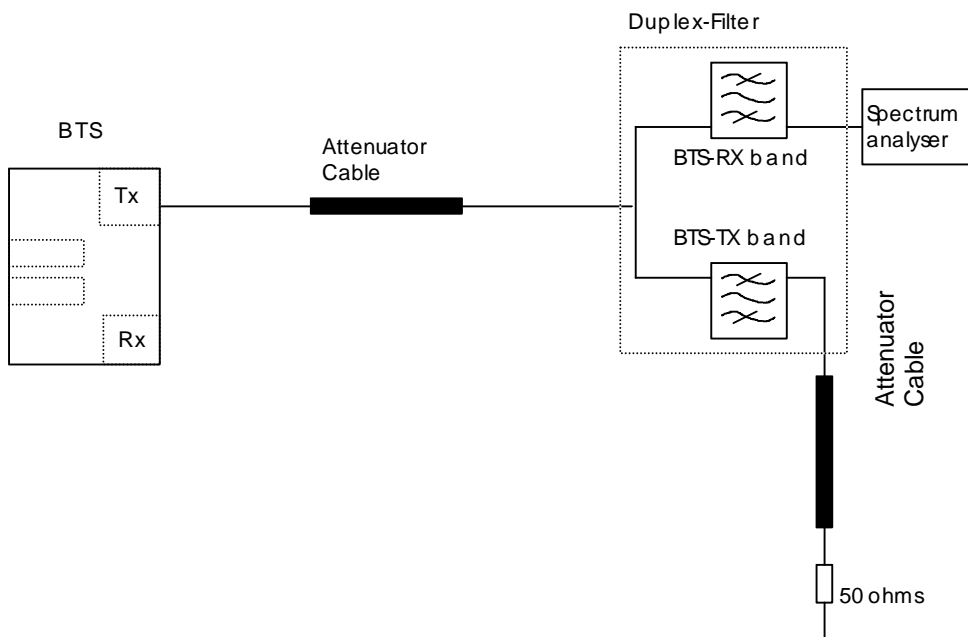 Duplex-Filter
BTS
Tx
Rx
Attenuator
Cable
BTS-RX band
Spectrum
analyser
BTS-TX band
Attenuator
Cable
50 ohms